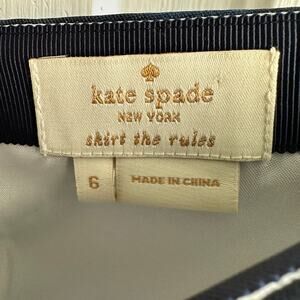 kate spade
NEW YORK
skirt the rules
6
MADE IN CHINA